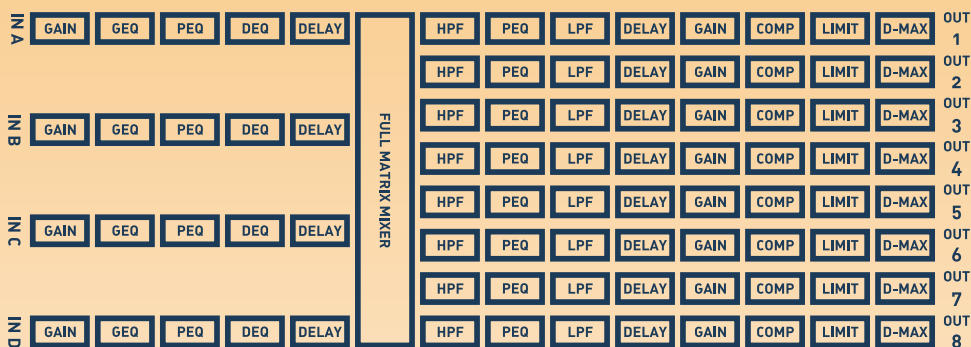 IN A GAIN GEQ PEQ DEQ DELAY
IN B GAIN GEQ PEQ DEQ DELAY
IN C GAIN GEQ PEQ DEQ DELAY
IN D GAIN GEQ PEQ DEQ DELAY
FULL MATRIX MIXER
HPF PEQ LPF DELAY GAIN COMP LIMIT D-MAX OUT 1
HPF PEQ LPF DELAY GAIN COMP LIMIT D-MAX OUT 2
HPF PEQ LPF DELAY GAIN COMP LIMIT D-MAX OUT 3
HPF PEQ LPF DELAY GAIN COMP LIMIT D-MAX OUT 4
HPF PEQ LPF DELAY GAIN COMP LIMIT D-MAX OUT 5
HPF PEQ LPF DELAY GAIN COMP LIMIT D-MAX OUT 6
HPF PEQ LPF DELAY GAIN COMP LIMIT D-MAX OUT 7
HPF PEQ LPF DELAY GAIN COMP LIMIT D-MAX OUT 8